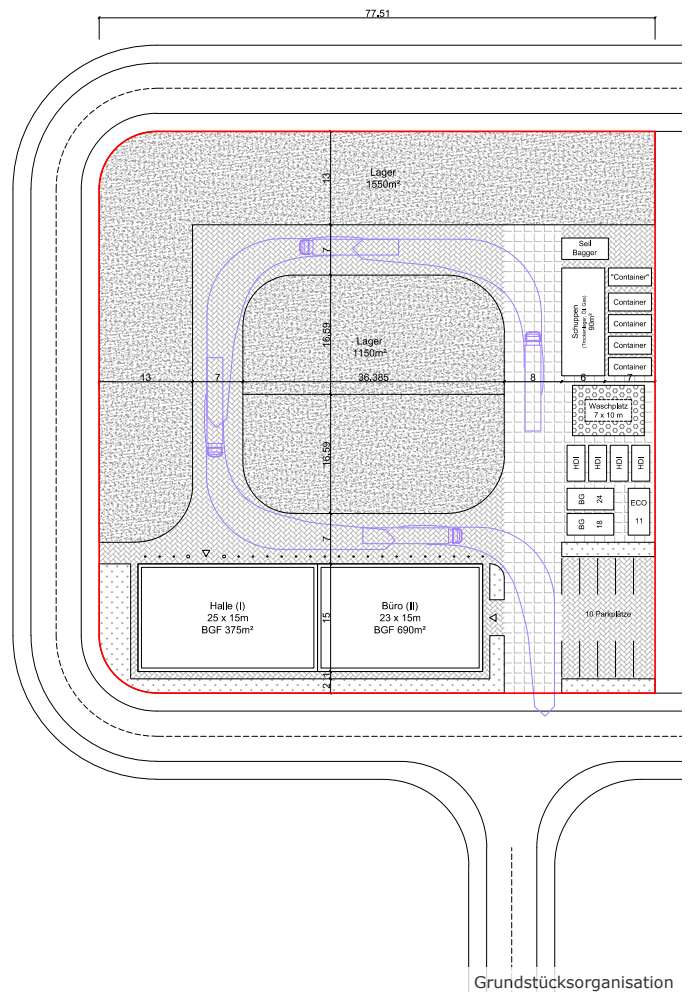 77.51
Lager
1550m²
13
Seil
Bagger
7
"Container"
Container
Container
Container
Container
Schuppen
(Trockenlager, Öl, Gas)
90m²
16.59
Lager
1150m²
13
7
36.385
8
6
7
Waschplatz
7 x 10 m
16.59
HDI
HDI
HDI
HDI
BG 24
BG 18
ECO
11
7
Halle (I)
25 x 15m
BGF 375m²
15
Büro (II)
23 x 15m
BGF 690m²
10 Parkplätze
1
2
Grundstücksorganisation